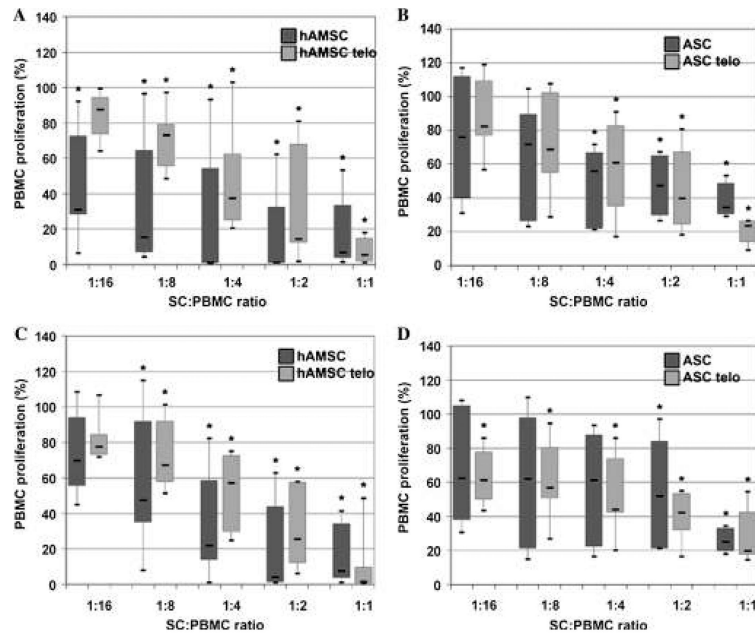 A
hAMSC
hAMSC telo
PBMC proliferation (%)
140
120
100
80
60
40
20
0
* * * * * * * * *
1:16 1:8 1:4 1:2 1:1
SC:PBMC ratio
B
ASC
ASC telo
PBMC proliferation (%)
140
120
100
80
60
40
20
0
* * * * * *
1:16 1:8 1:4 1:2 1:1
SC:PBMC ratio
C
hAMSC
hAMSC telo
PBMC proliferation (%)
140
120
100
80
60
40
20
0
* * * * * * * *
1:16 1:8 1:4 1:2 1:1
SC:PBMC ratio
D
ASC
ASC telo
PBMC proliferation (%)
140
120
100
80
60
40
20
0
* * * * * * *
1:16 1:8 1:4 1:2 1:1
SC:PBMC ratio